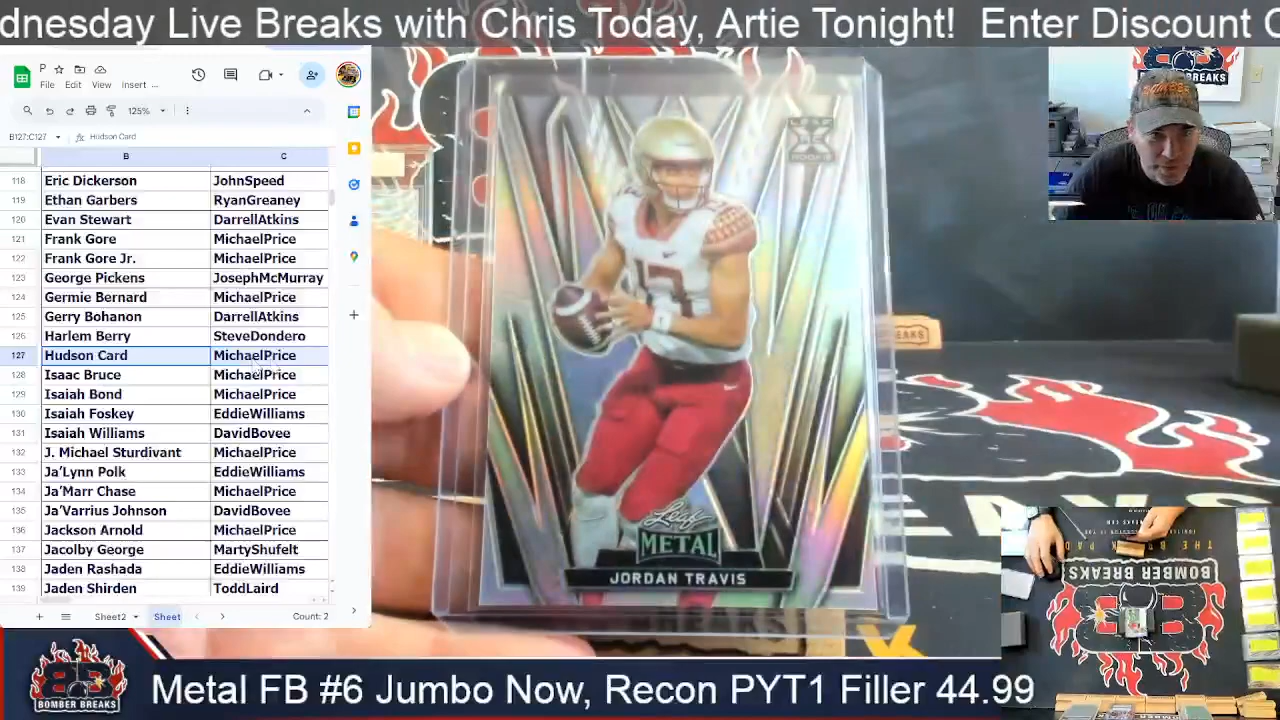 dnesday Live Breaks with Chris Today, Artie Tonight! Enter Discount C
P
File Edit View Insert ...
125%
B127:C127 fx Hudson Card
B C
118 Eric Dickerson JohnSpeed
119 Ethan Garbers RyanGreaney
120 Evan Stewart DarrellAtkins
121 Frank Gore MichaelPrice
122 Frank Gore Jr. MichaelPrice
123 George Pickens JosephMcMurray
124 Germie Bernard MichaelPrice
125 Gerry Bohanon DarrellAtkins
126 Harlem Berry SteveDondero
127 Hudson Card MichaelPrice
128 Isaac Bruce MichaelPrice
129 Isaiah Bond MichaelPrice
130 Isaiah Foskey EddieWilliams
131 Isaiah Williams DavidBovee
132 J. Michael Sturdivant MichaelPrice
133 Ja'Lynn Polk EddieWilliams
134 Ja'Marr Chase MichaelPrice
135 Ja'Varrius Johnson DavidBovee
136 Jackson Arnold MichaelPrice
137 Jacolby George MartyShufelt
138 Jaden Rashada EddieWilliams
139 Jaden Shirden ToddLaird
Sheet2 Sheet Count: 2
LEAF
ROOKIE
13
Leaf
METAL
JORDAN TRAVIS
BREAKS
BOMBER BREAKS
BOMBER BREAKS
Metal FB #6 Jumbo Now, Recon PYT1 Filler 44.99